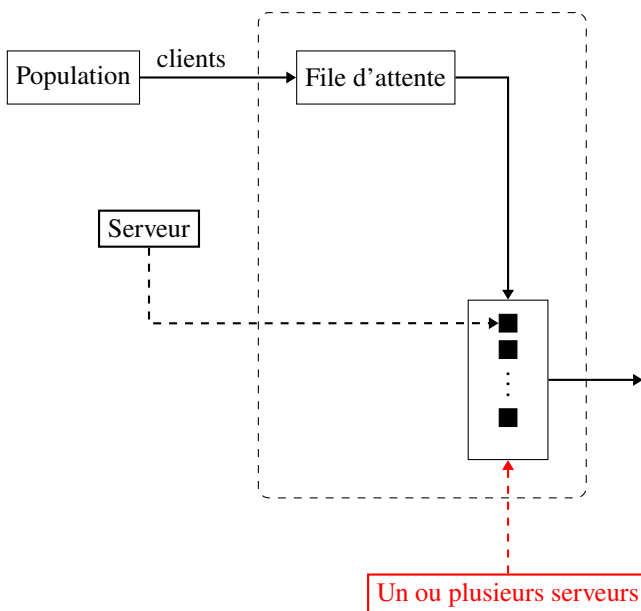 Population
clients
File d'attente
Serveur
Un ou plusieurs serveurs